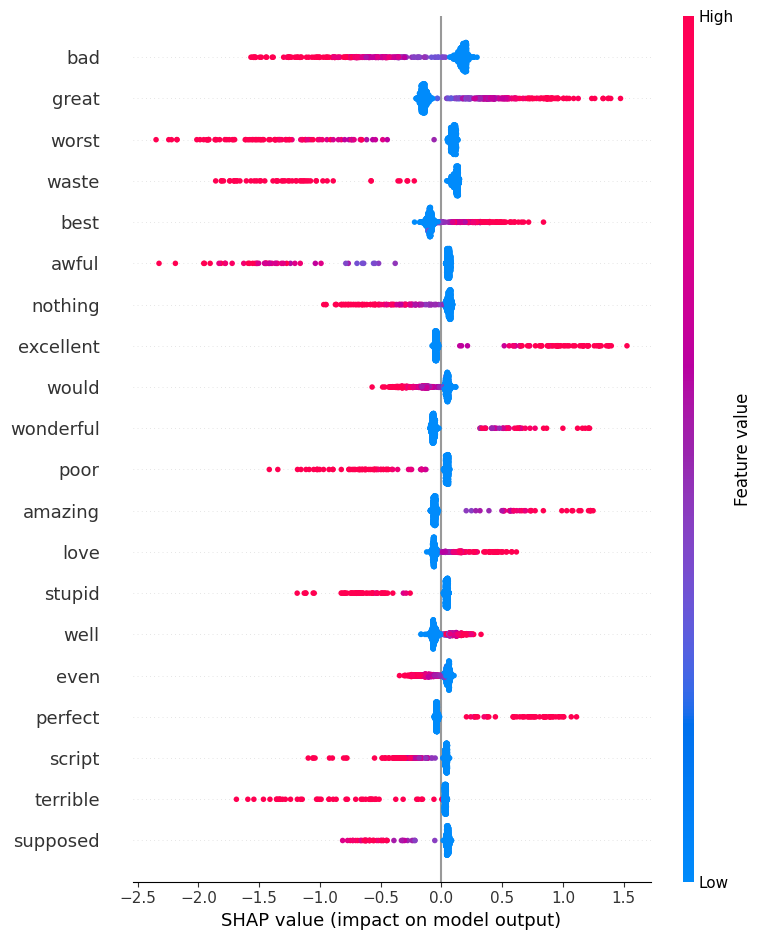 High
bad
great
worst
waste
best
awful
nothing
excellent
would
wonderful
poor
amazing
love
stupid
well
even
perfect
script
terrible
supposed
Feature value
Low
−2.5 −2.0 −1.5 −1.0 −0.5 0.0 0.5 1.0 1.5
SHAP value (impact on model output)